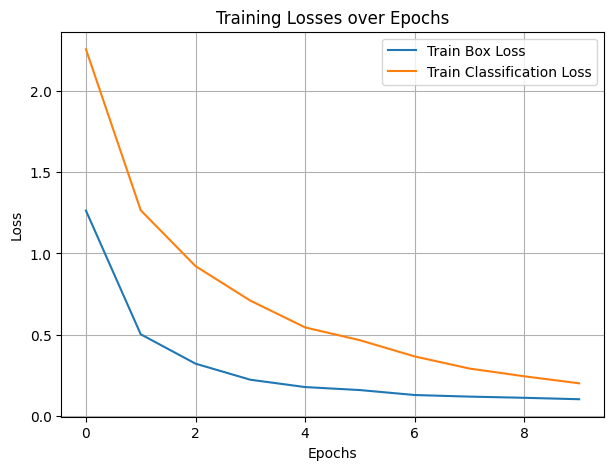 Training Losses over Epochs
Train Box Loss
Train Classification Loss
Loss
2.0
1.5
1.0
0.5
0.0
0 2 4 6 8
Epochs